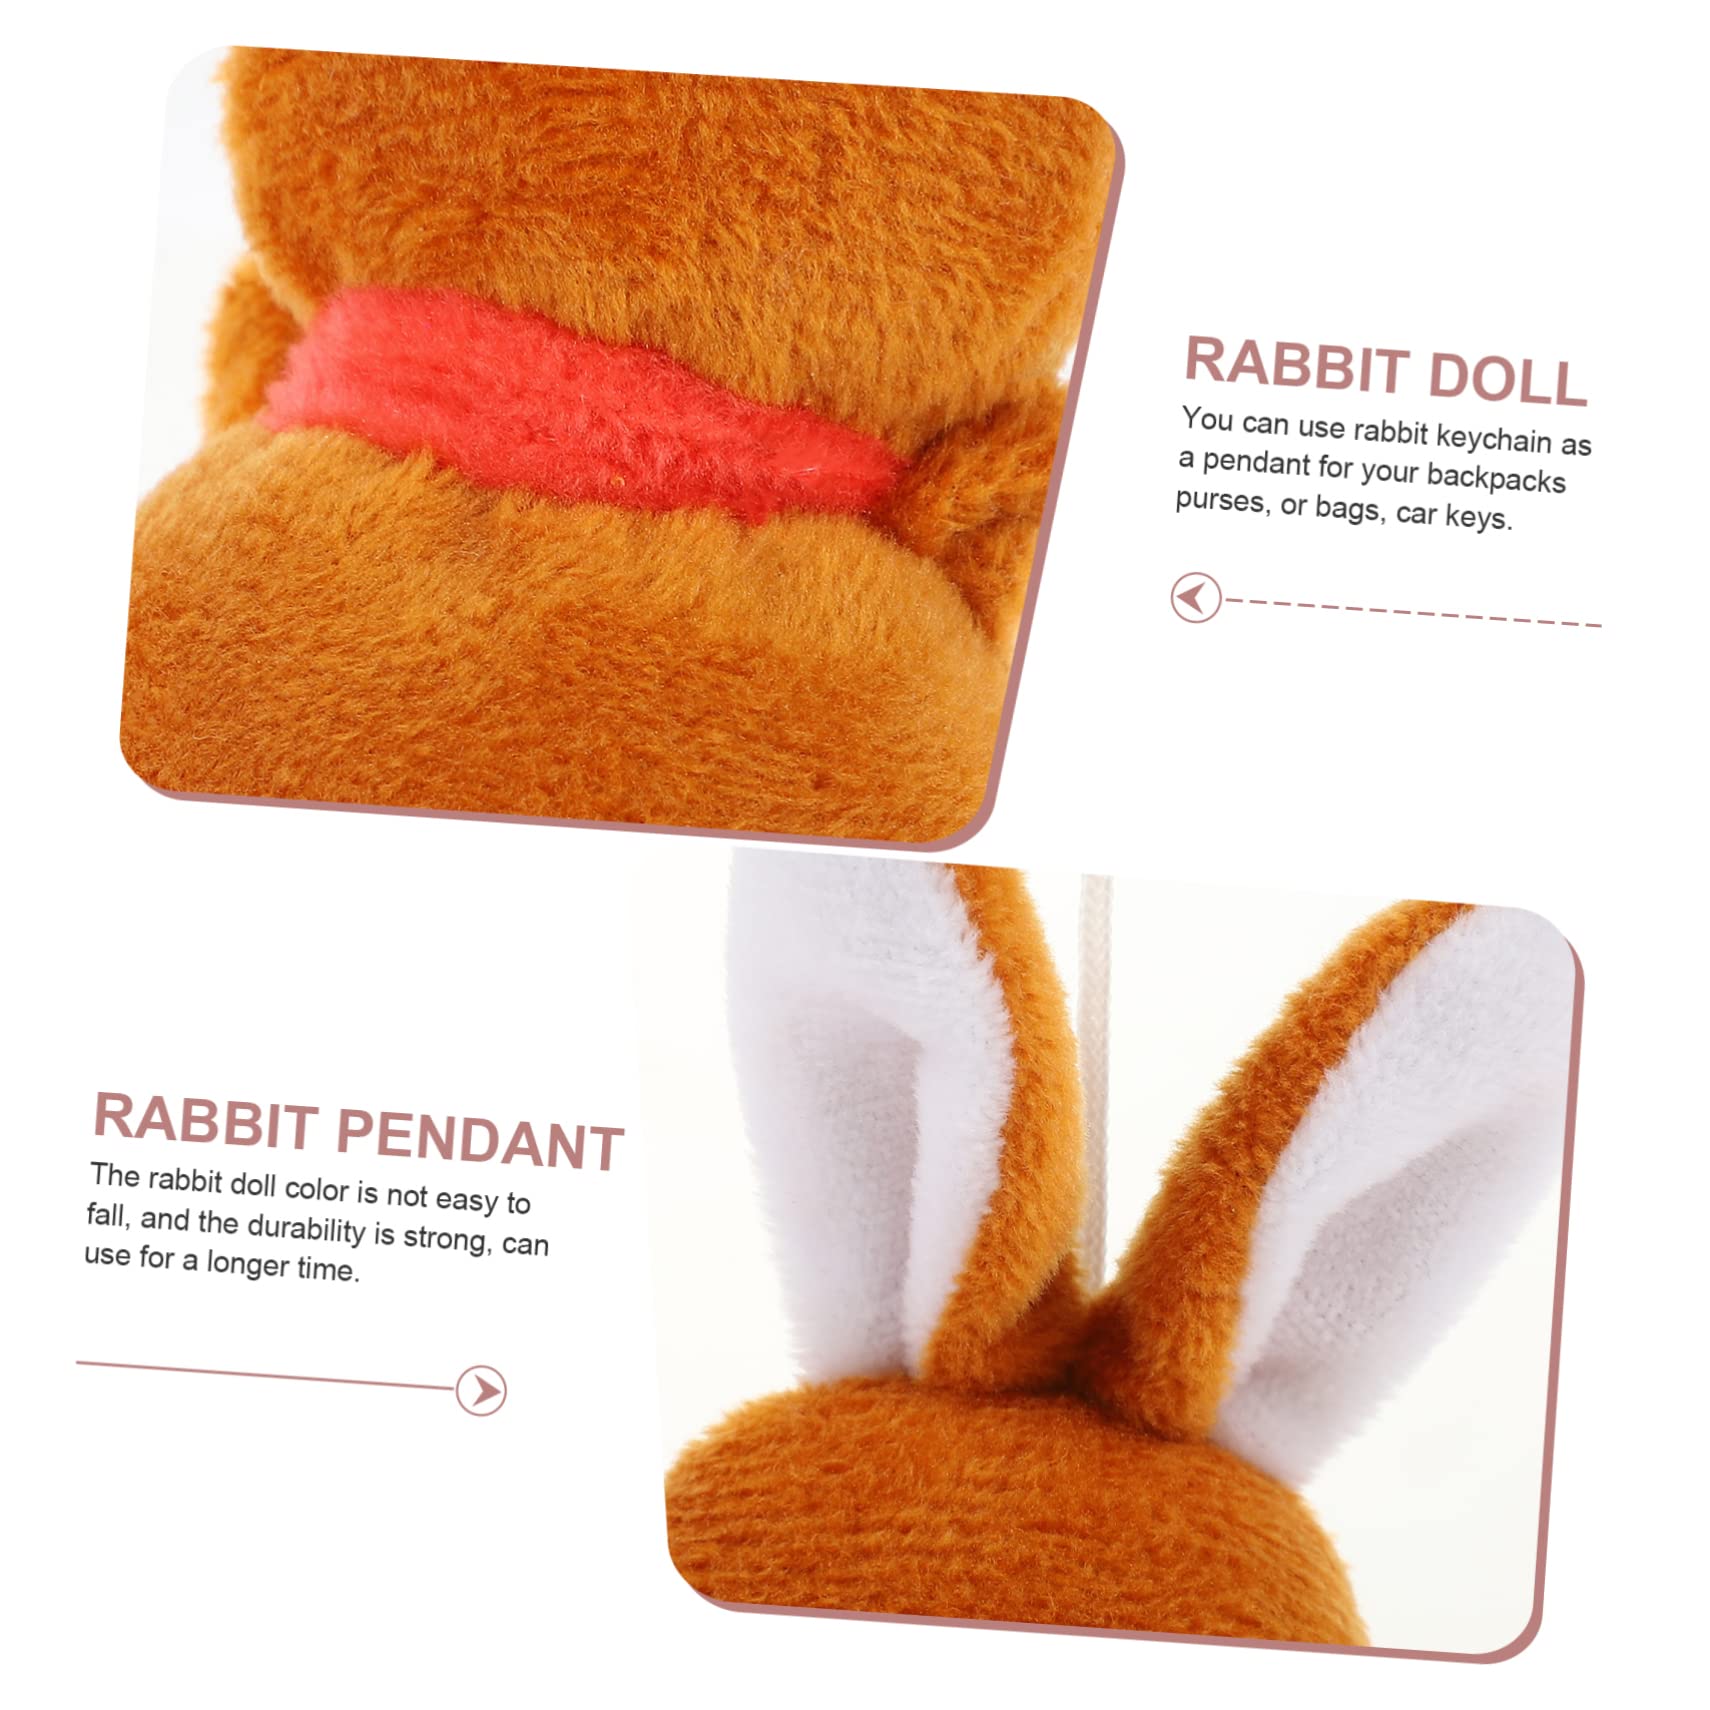 RABBIT DOLL
You can use rabbit keychain as
a pendant for your backpacks
purses, or bags, car keys.
RABBIT PENDANT
The rabbit doll color is not easy to
fall, and the durability is strong, can
use for a longer time.